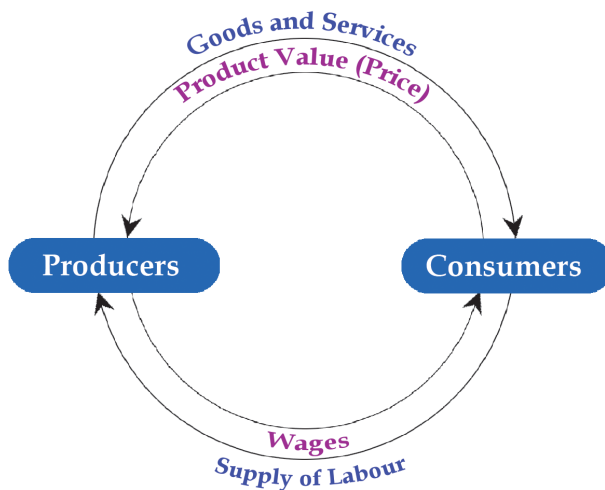 Goods and Services
Product Value (Price)
Producers
Consumers
Wages
Supply of Labour